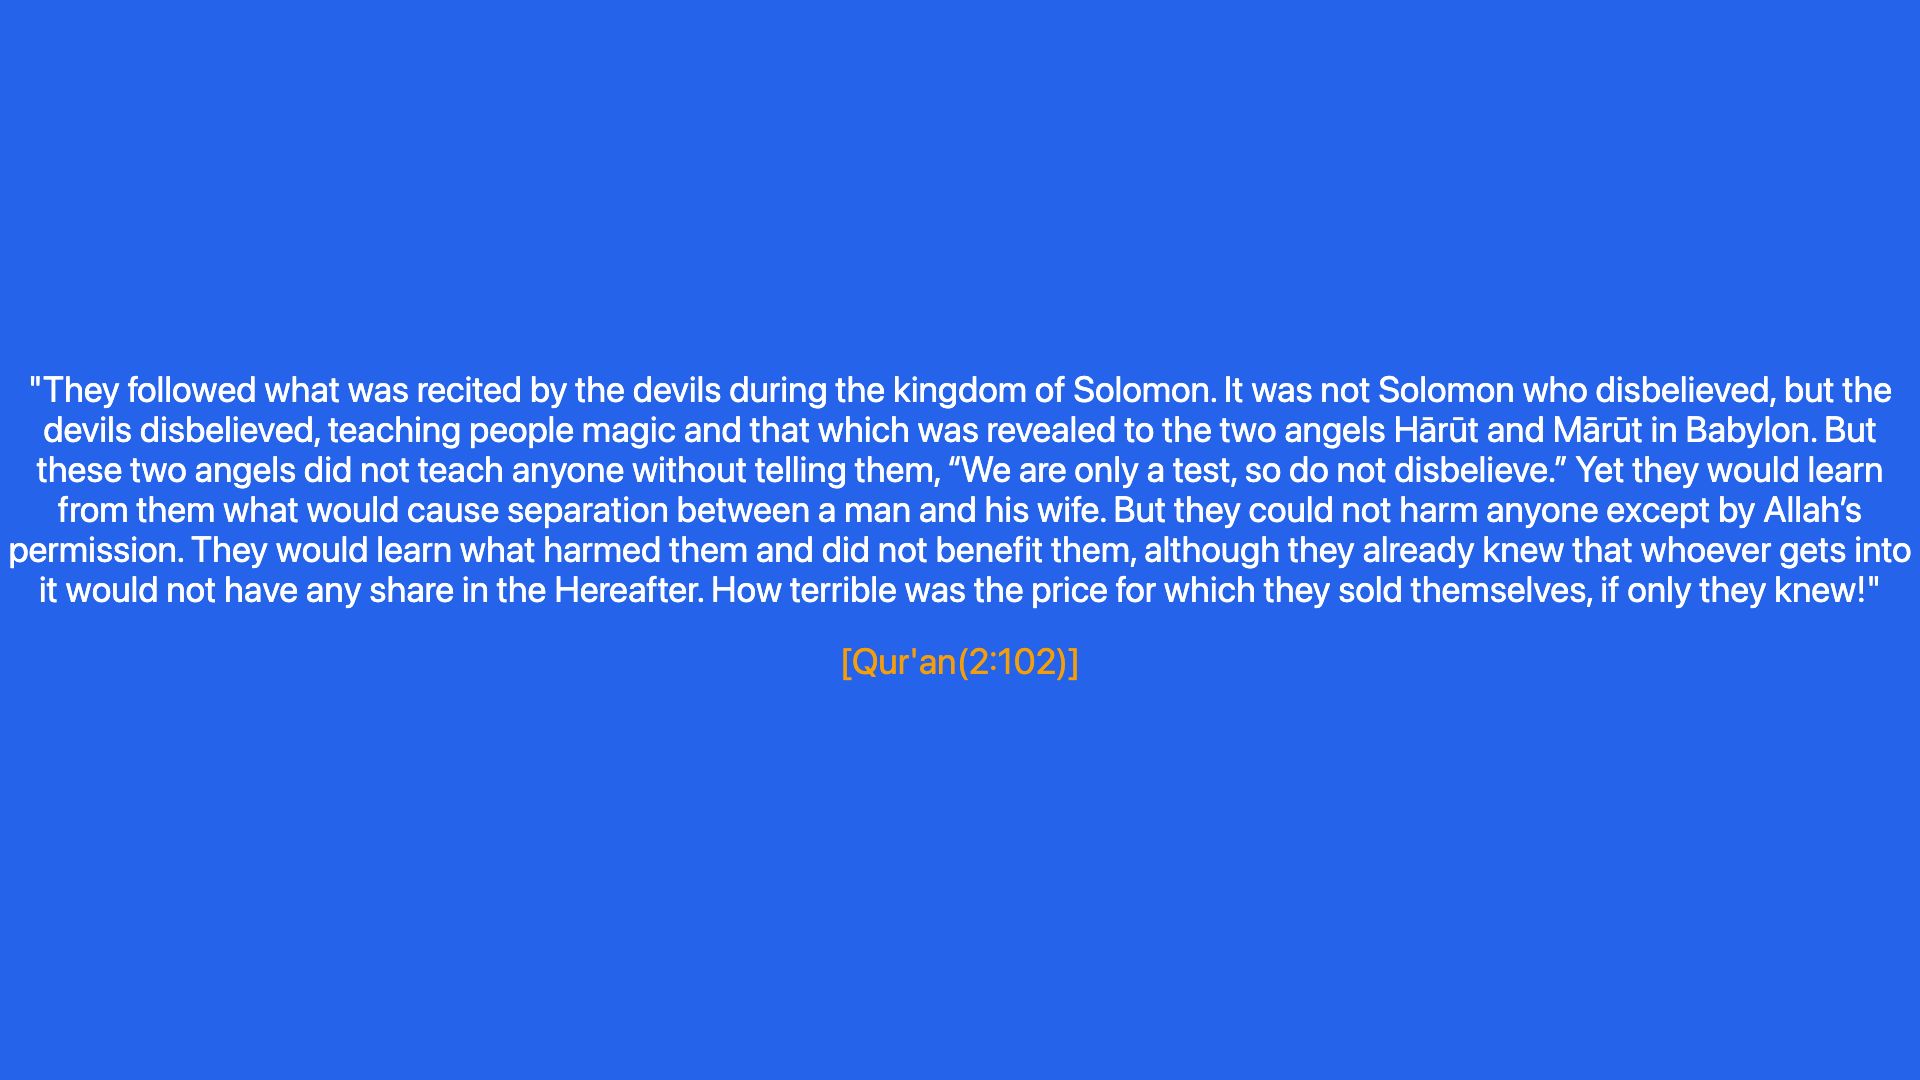 "They followed what was recited by the devils during the kingdom of Solomon. It was not Solomon who disbelieved, but the
devils disbelieved, teaching people magic and that which was revealed to the two angels Hārūt and Mārūt in Babylon. But
these two angels did not teach anyone without telling them, “We are only a test, so do not disbelieve.” Yet they would learn
from them what would cause separation between a man and his wife. But they could not harm anyone except by Allah’s
permission. They would learn what harmed them and did not benefit them, although they already knew that whoever gets into
it would not have any share in the Hereafter. How terrible was the price for which they sold themselves, if only they knew!"
[Qur'an(2:102)]